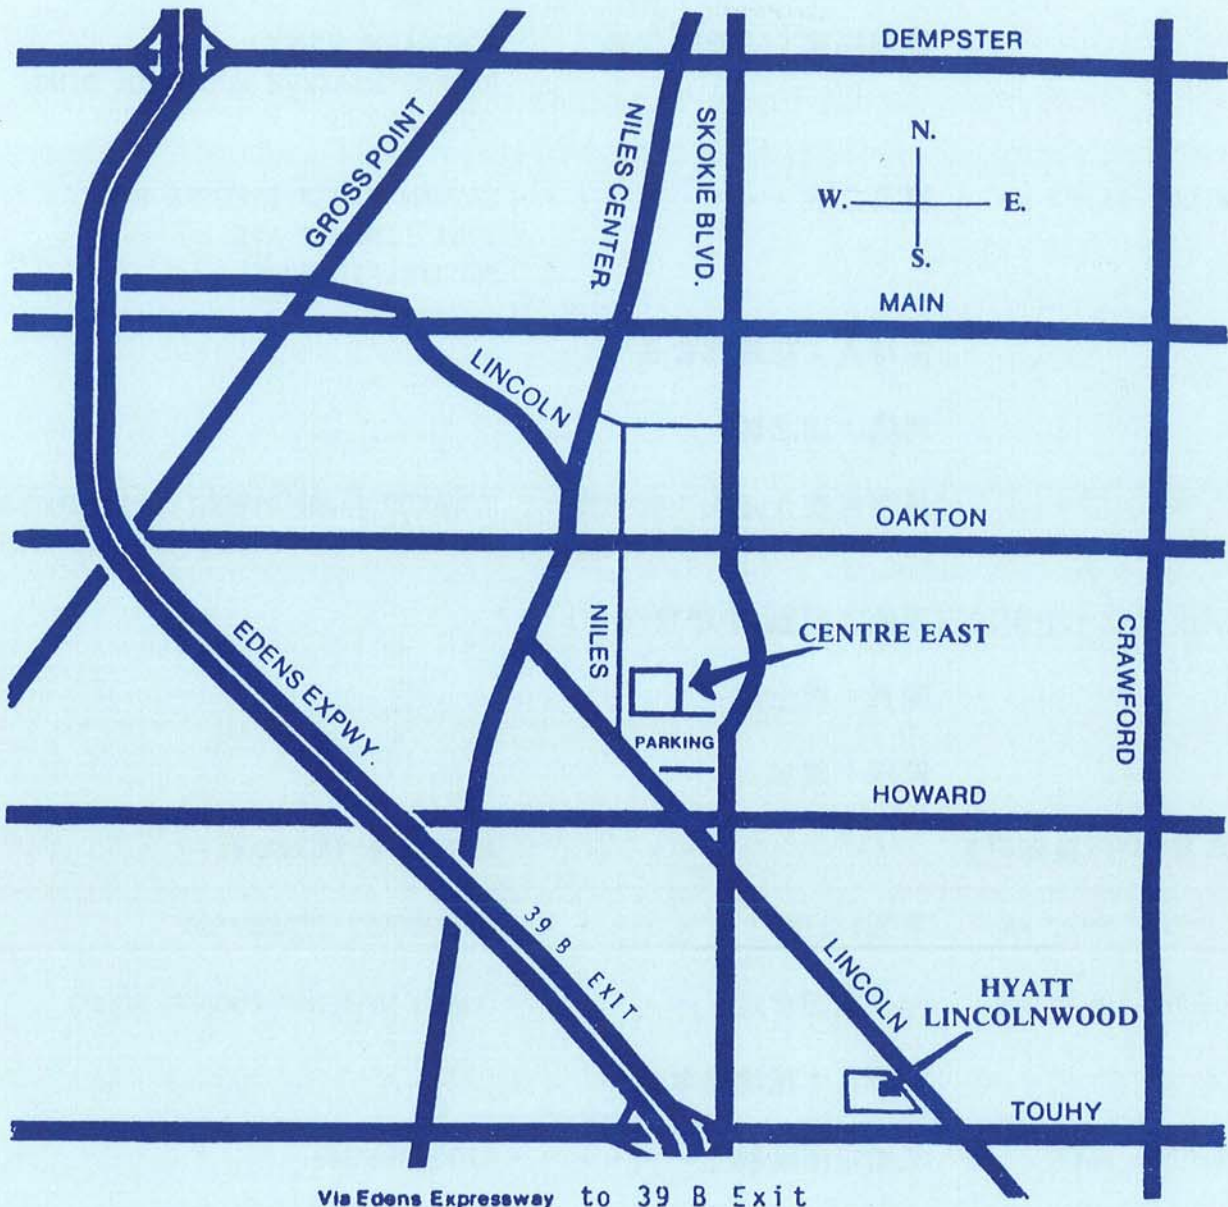 DEMPSTER
GROSS POINT
NILES CENTER
SKOKIE BLVD.
N.
W. E.
S.
MAIN
LINCOLN
OAKTON
NILES
CENTRE EAST
CRAWFORD
EDENS EXPWY.
PARKING
HOWARD
39 B EXIT
LINCOLN
HYATT
LINCOLNWOOD
TOUHY
Via Edens Expressway to 39 B Exit